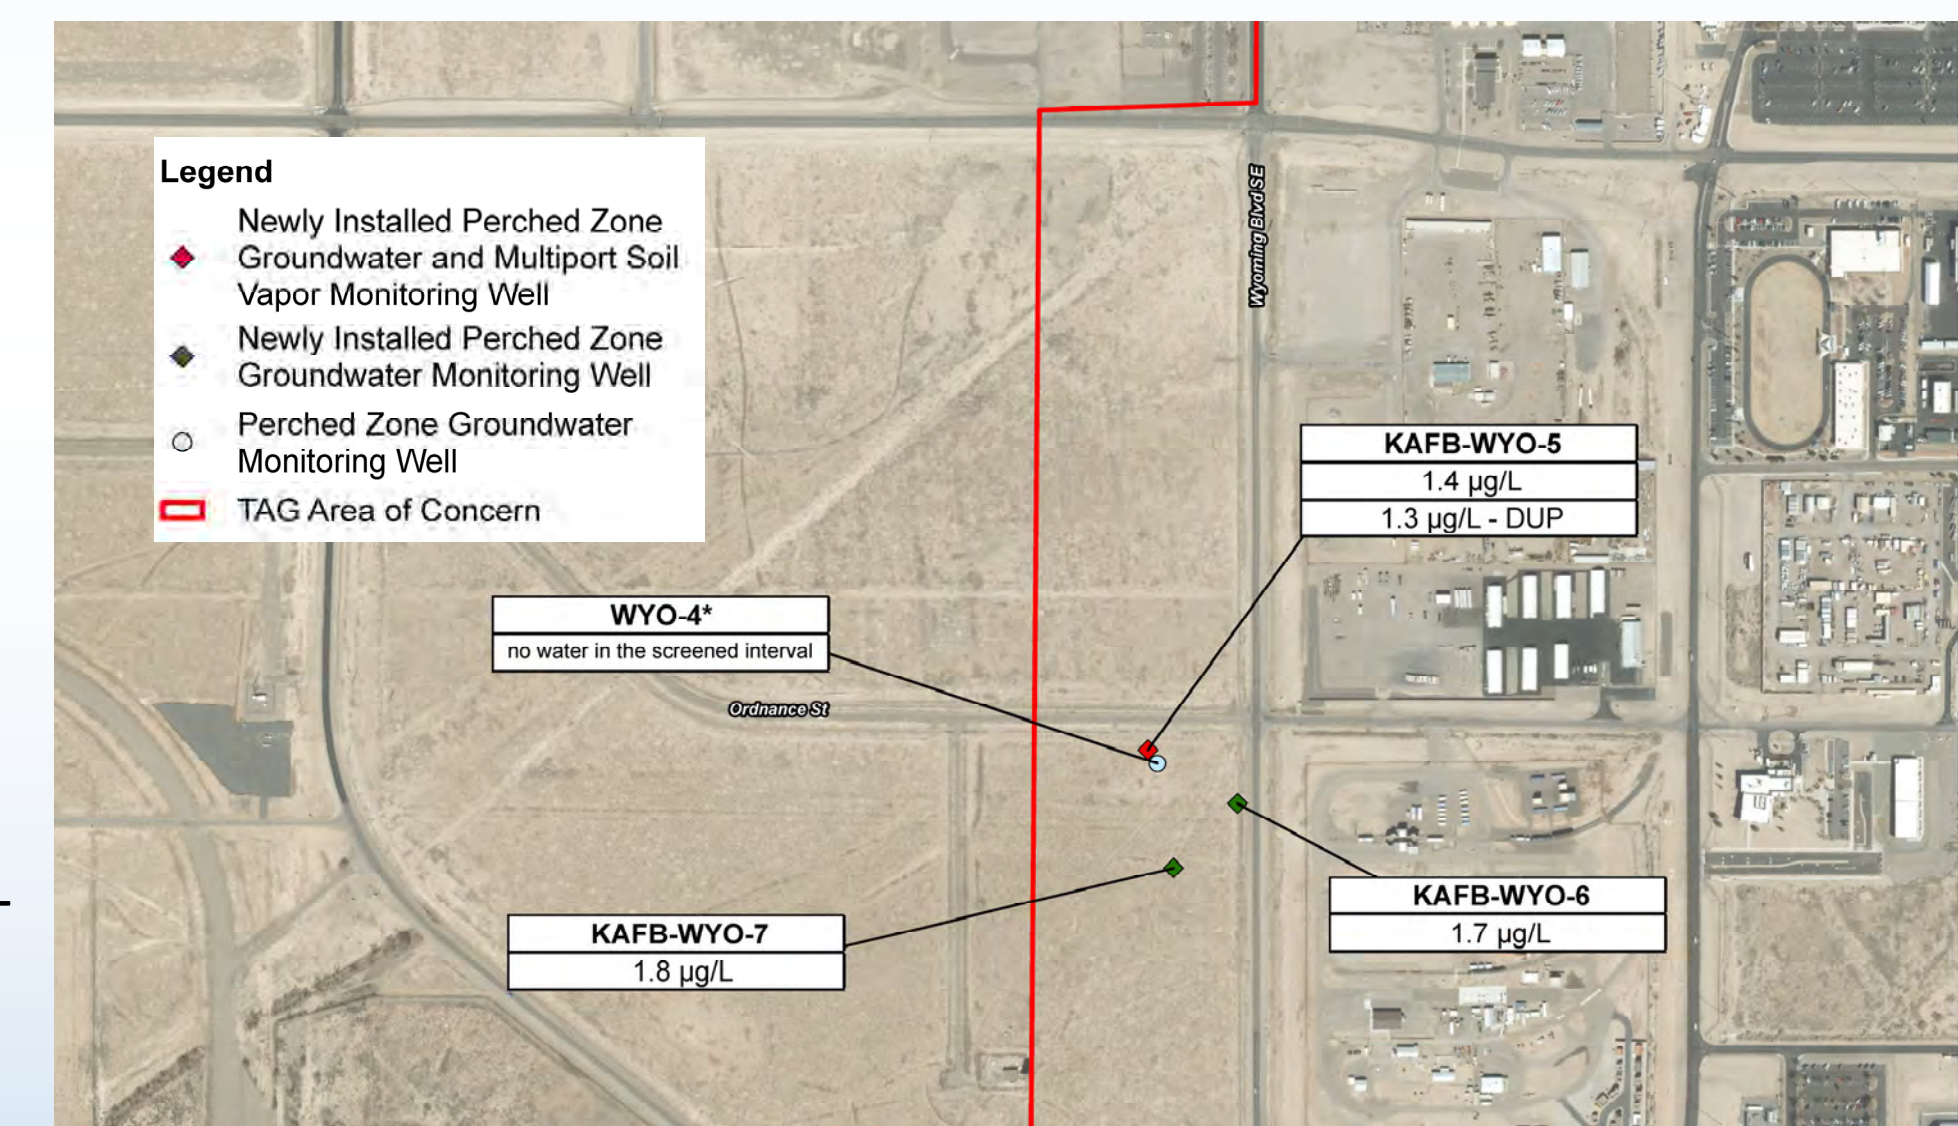 Legend
Newly Installed Perched Zone
Groundwater and Multiport Soil
Vapor Monitoring Well
Newly Installed Perched Zone
Groundwater Monitoring Well
Perched Zone Groundwater
Monitoring Well
TAG Area of Concern
Wyoming Blvd SE
KAFB-WYO-5
1.4 µg/L
1.3 µg/L - DUP
WYO-4*
no water in the screened interval
Ordnance St
KAFB-WYO-6
1.7 µg/L
KAFB-WYO-7
1.8 µg/L